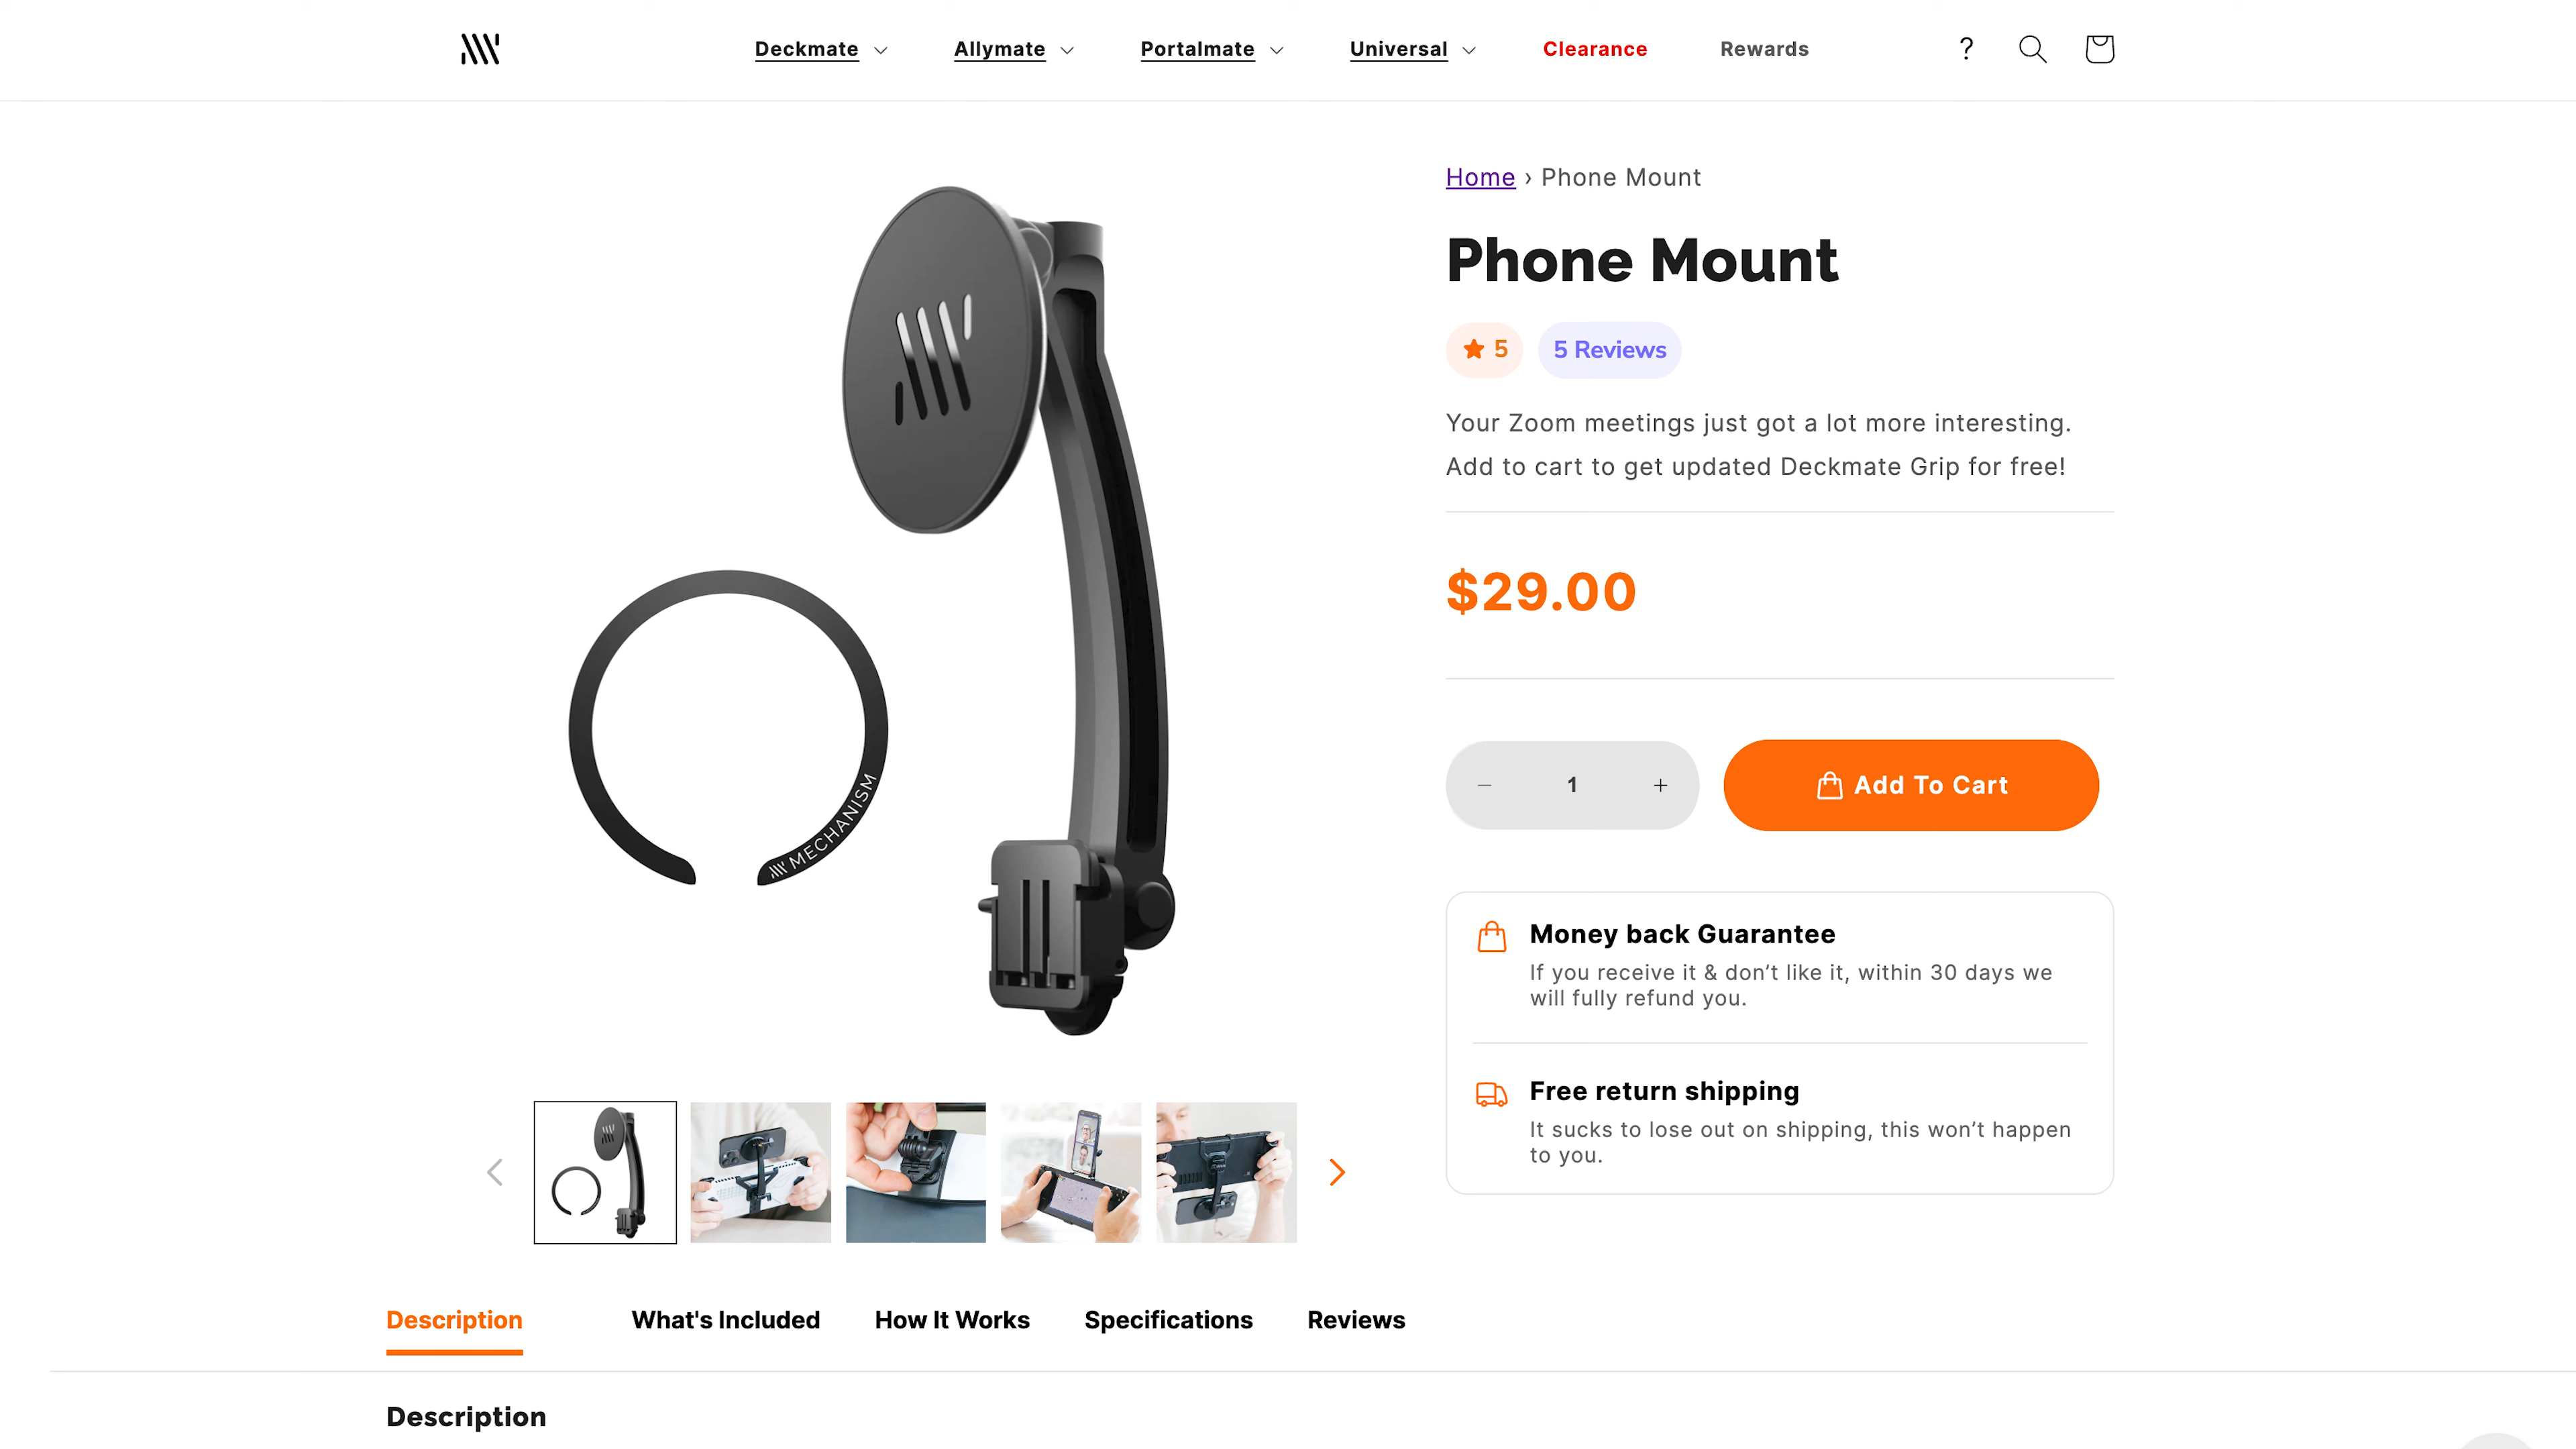 Deckmate
Allymate
Portalmate
Universal
Clearance
Rewards
?
Home › Phone Mount
Phone Mount
5
5 Reviews
Your Zoom meetings just got a lot more interesting.
Add to cart to get updated Deckmate Grip for free!
$29.00
− 1 +
Add To Cart
MECHANISM
Money back Guarantee
If you receive it & don’t like it, within 30 days we
will fully refund you.
Free return shipping
It sucks to lose out on shipping, this won’t happen
to you.
Description
What's Included
How It Works
Specifications
Reviews
Description